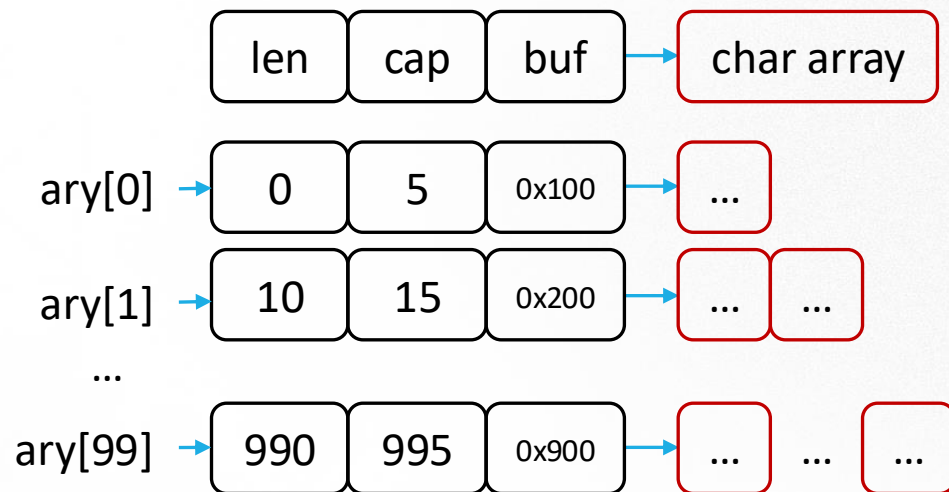 len cap buf char array
ary[0] 0 5 0x100 ...
ary[1] 10 15 0x200 ... ...
...
ary[99] 990 995 0x900 ... ... ...